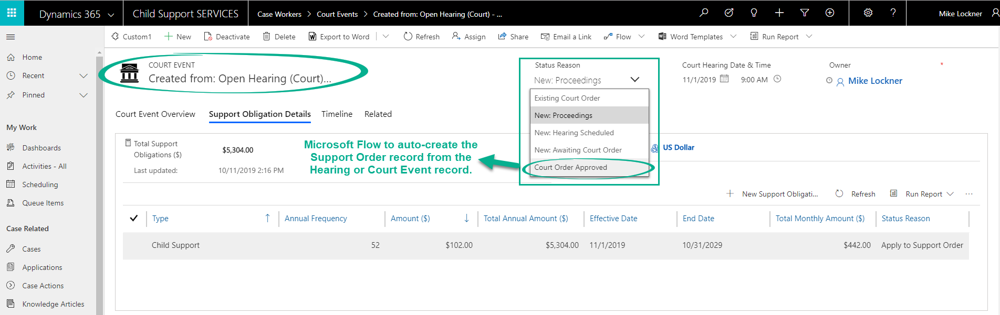 Dynamics 365
Child Support SERVICES
Case Workers > Court Events > Created from: Open Hearing (Court) - ...
Mike Lockner
Custom1
New
Deactivate
Delete
Export to Word
Refresh
Assign
Share
Email a Link
Flow
Word Templates
Run Report
Home
Recent
Pinned
My Work
Dashboards
Activities - All
Scheduling
Queue Items
Case Related
Cases
Applications
Case Actions
Knowledge Articles
COURT EVENT
Created from: Open Hearing (Court)...
Status Reason
New: Proceedings
Existing Court Order
New: Proceedings
New: Hearing Scheduled
New: Awaiting Court Order
Court Order Approved
Court Hearing Date & Time
11/1/2019 9:00 AM
Owner *
Mike Lockner
Court Event Overview
Support Obligation Details
Timeline
Related
Total Support
Obligations ($)
$5,304.00
Last updated:
10/11/2019 2:16 PM
Microsoft Flow to auto-create the
Support Order record from the
Hearing or Court Event record.
US Dollar
New Support Obligati...
Refresh
Run Report
...
Type Annual Frequency Amount ($) Total Annual Amount ($) Effective Date End Date Total Monthly Amount ($) Status Reason
Child Support 52 $102.00 $5,304.00 11/1/2019 10/31/2029 $442.00 Apply to Support Order